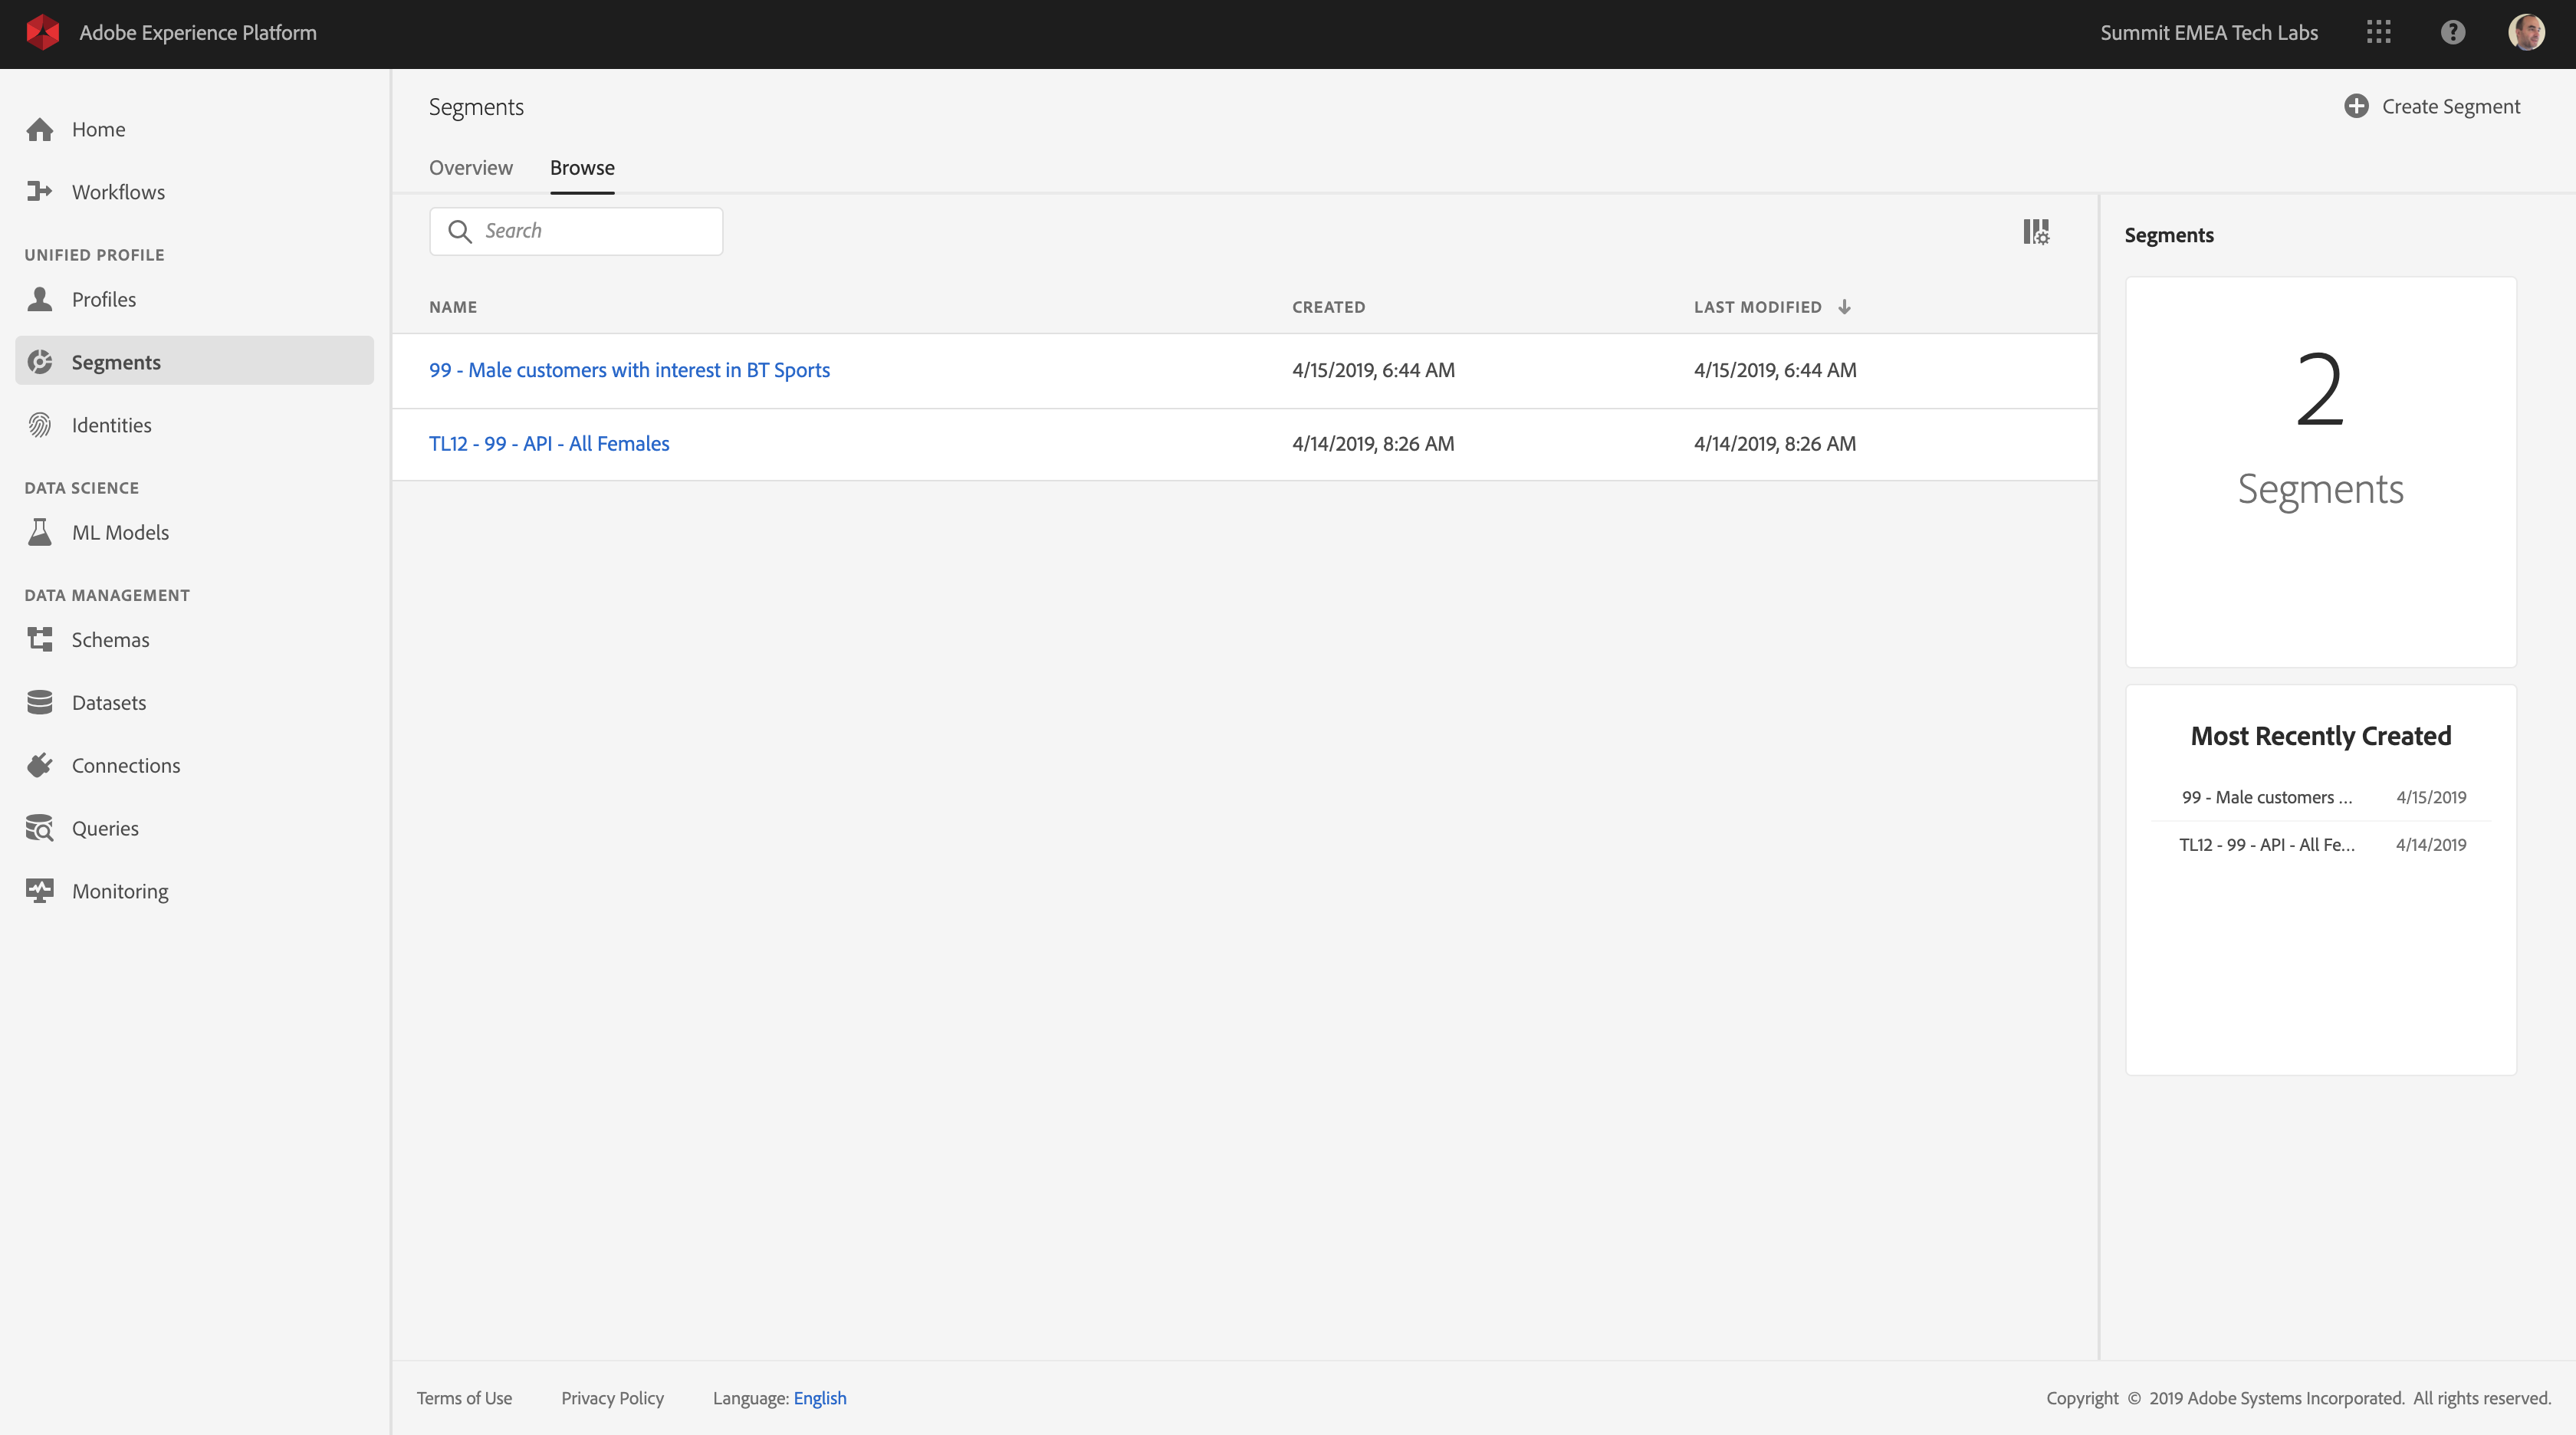 Adobe Experience Platform
Summit EMEA Tech Labs
Home
Workflows
UNIFIED PROFILE
Profiles
Segments
Identities
DATA SCIENCE
ML Models
DATA MANAGEMENT
Schemas
Datasets
Connections
Queries
Monitoring
Segments
Create Segment
Overview Browse
Search
NAME CREATED LAST MODIFIED
99 - Male customers with interest in BT Sports 4/15/2019, 6:44 AM 4/15/2019, 6:44 AM
TL12 - 99 - API - All Females 4/14/2019, 8:26 AM 4/14/2019, 8:26 AM
Segments
2
Segments
Most Recently Created
99 - Male customers ... 4/15/2019
TL12 - 99 - API - All Fe... 4/14/2019
Terms of Use Privacy Policy Language: English
Copyright © 2019 Adobe Systems Incorporated. All rights reserved.